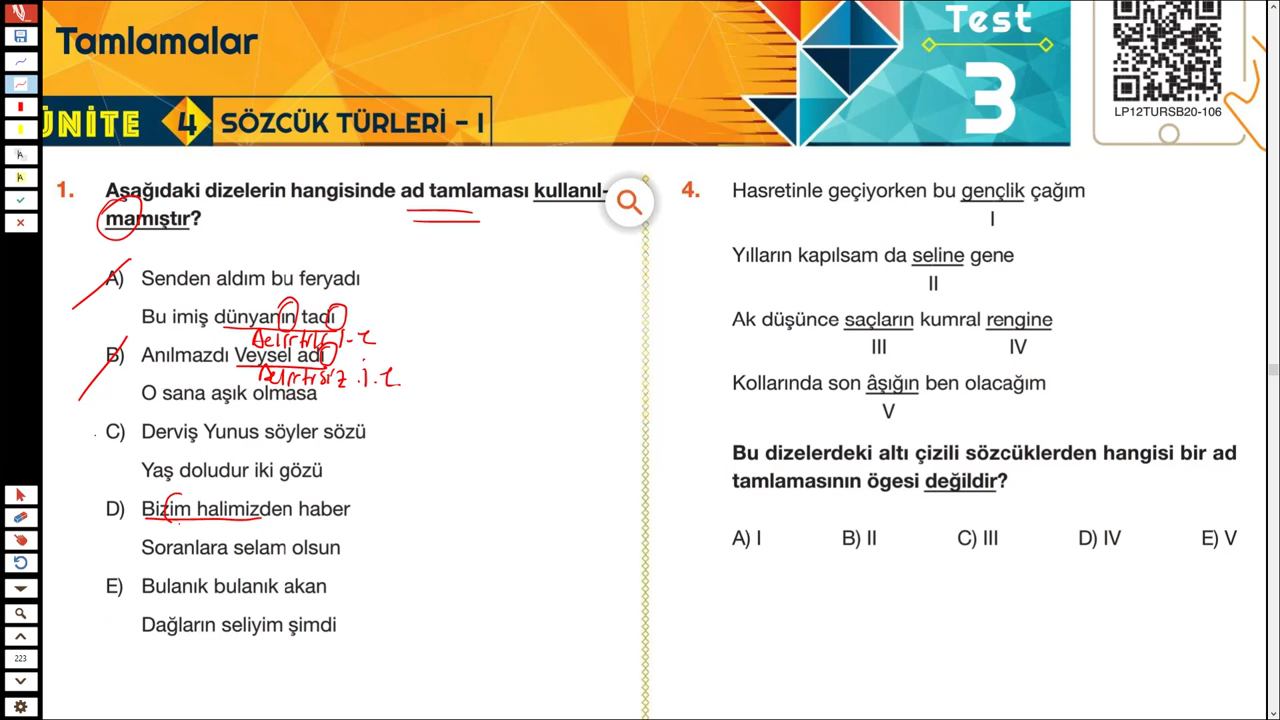 Tamlamalar
ÜNİTE 4 SÖZCÜK TÜRLERİ - I
Test
3
LP12TURSB20-106
1. Aşağıdaki dizelerin hangisinde ad tamlaması kullanıl-
mamıştır?
A) Senden aldım bu feryadı
Bu imiş dünyanın tadı
Belirtili i.t
B) Anılmazdı Veysel adı
Belirtisiz i.t
O sana aşık olmasa
C) Derviş Yunus söyler sözü
Yaş doludur iki gözü
D) Bizim halimizden haber
Soranlara selam olsun
E) Bulanık bulanık akan
Dağların seliyim şimdi
4. Hasretinle geçiyorken bu gençlik çağım
I
Yılların kapılsam da seline gene
II
Ak düşünce saçların kumral rengine
III IV
Kollarında son âşığın ben olacağım
V
Bu dizelerdeki altı çizili sözcüklerden hangisi bir ad
tamlamasının ögesi değildir?
A) I B) II C) III D) IV E) V
223